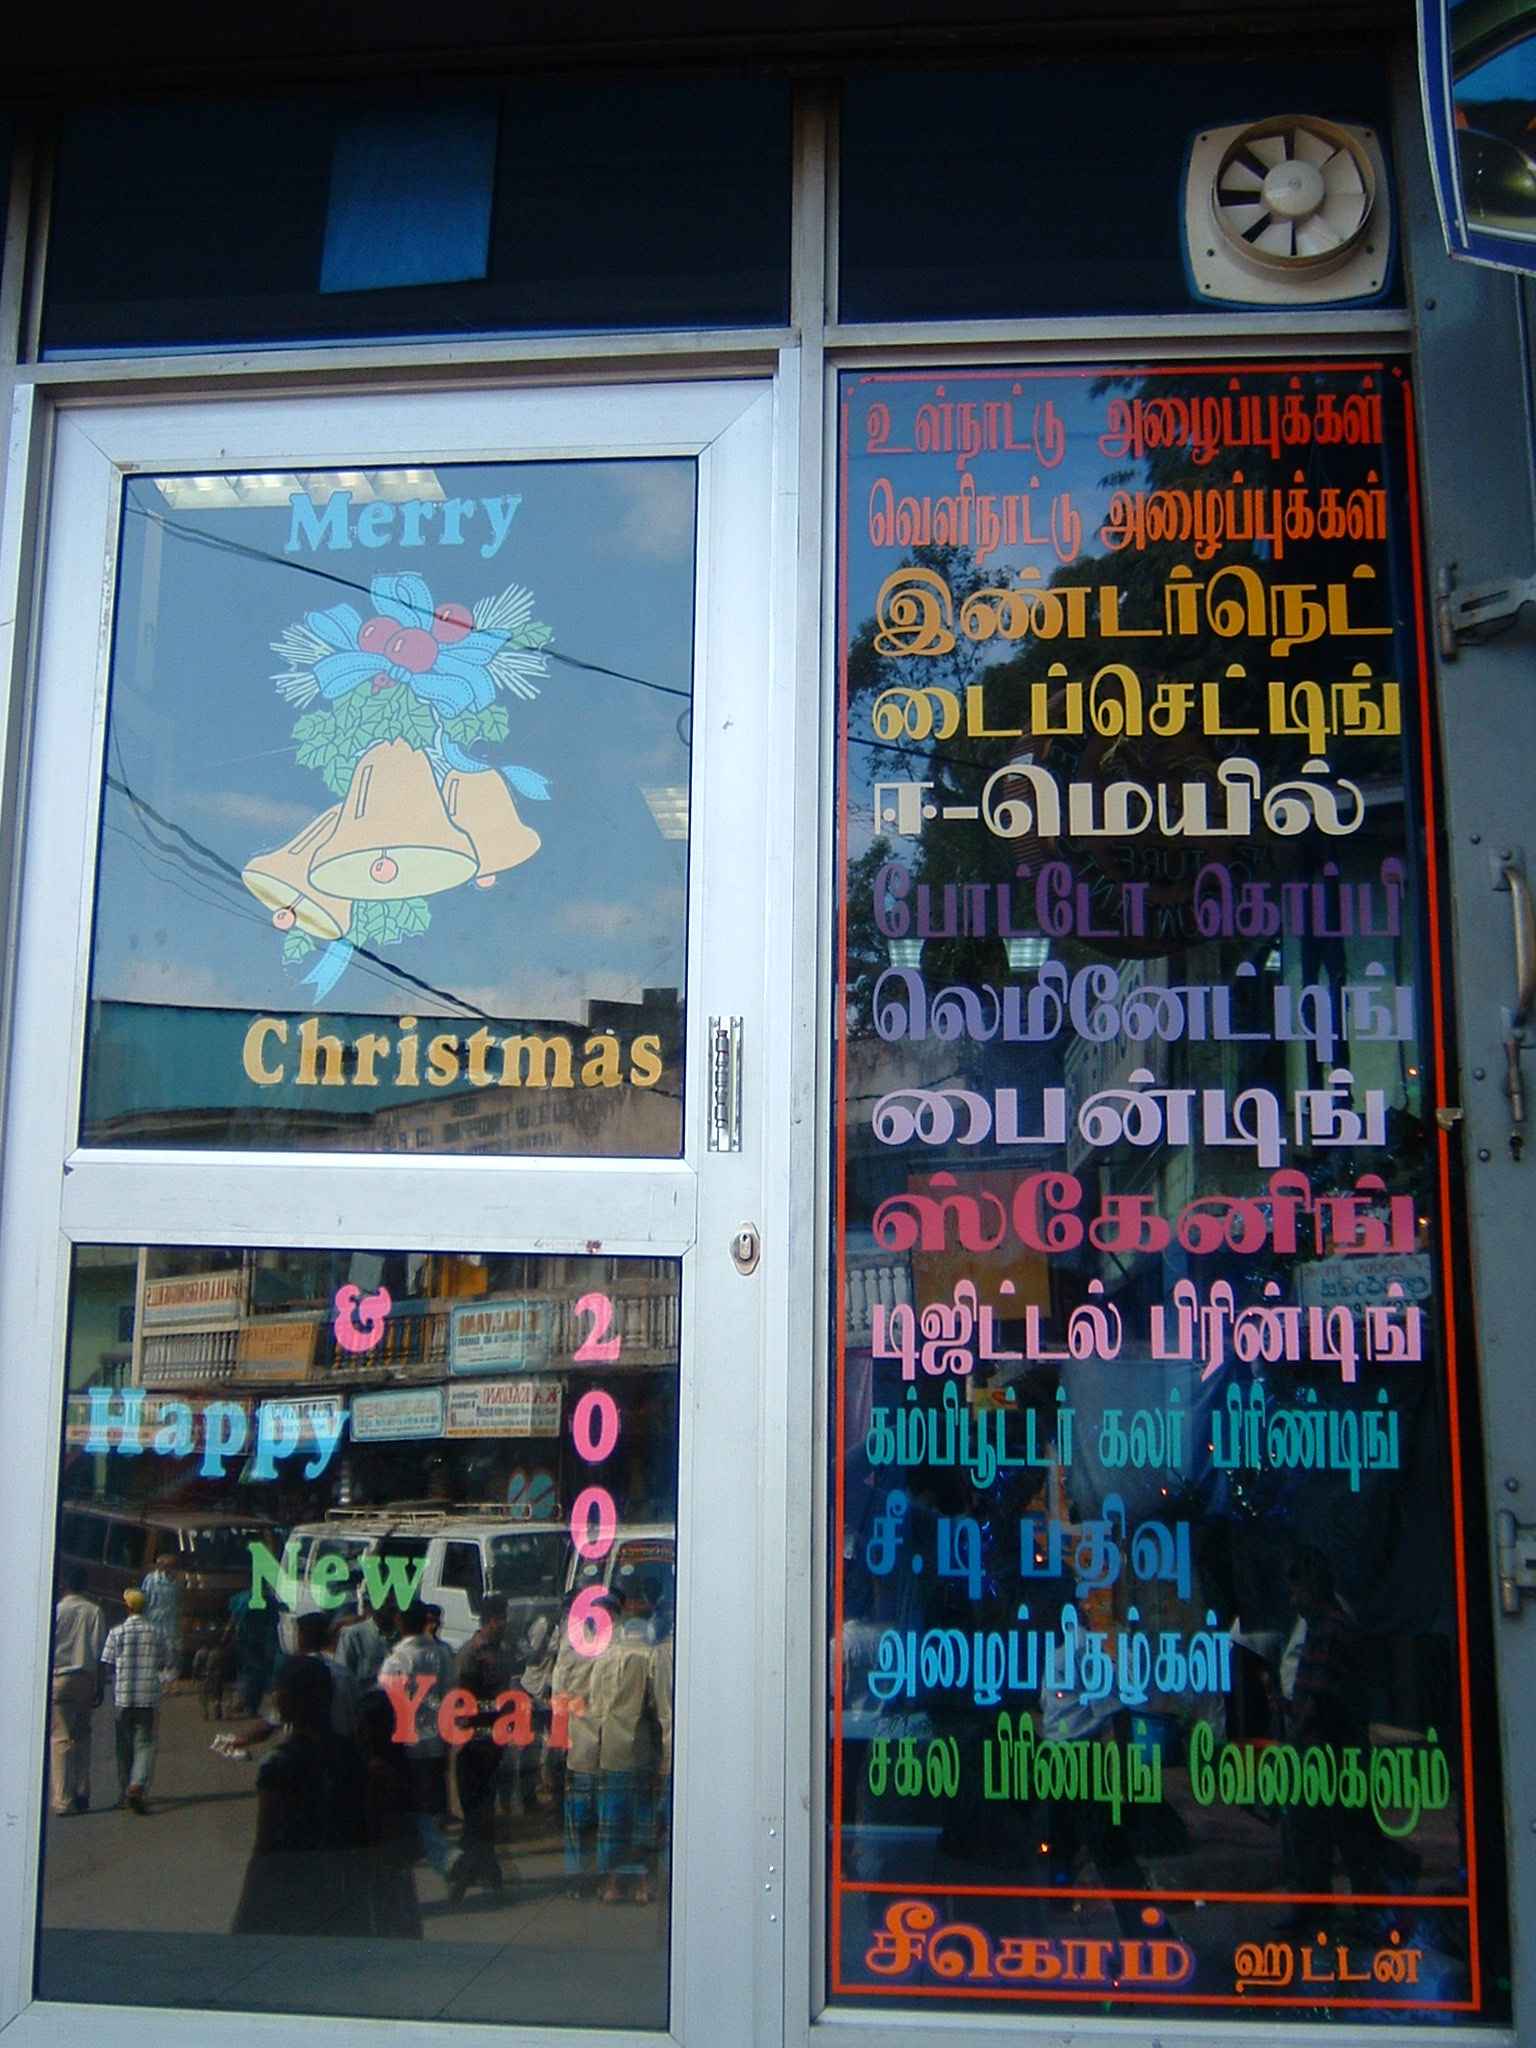 Merry
Christmas
&
Happy
New
Year
2006
உள்நாட்டு அழைப்புக்கள்
வெளிநாட்டு அழைப்புக்கள்
இண்டர்நெட்
டைப்செட்டிங்
ஈ-மெயில்
போட்டோ கொப்பி
லெமினேட்டிங்
பைன்டிங்
ஸ்கேனிங்
டிஜிட்டல் பிரின்டிங்
கம்பியூட்டர் கலர் பிரிண்டிங்
சீ.டி பதிவு
அழைப்பிதழ்கள்
சகல பிரிண்டிங் வேலைகளும்
சீகொம் ஹட்டன்